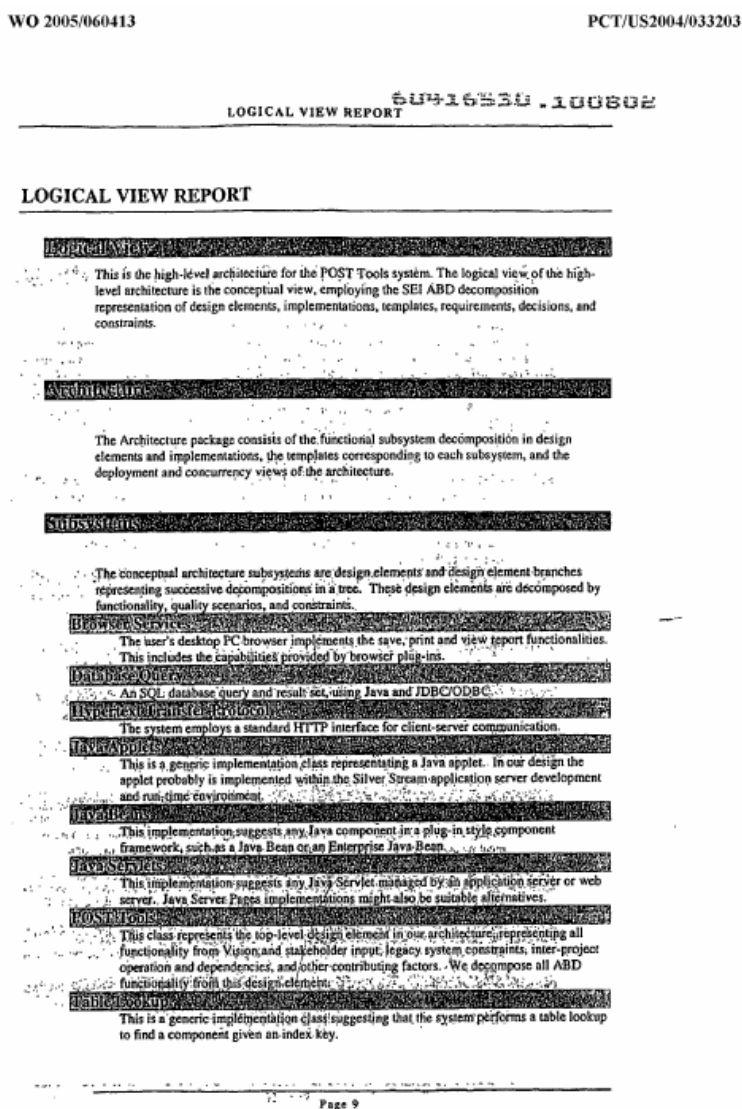 WO 2005/060413
PCT/US2004/033203
60416530 .100802
LOGICAL VIEW REPORT
LOGICAL VIEW REPORT
Logical View
This is the high-level architecture for the POST Tools system. The logical view of the high-
level architecture is the conceptual view, employing the SEI ABD decomposition
representation of design elements, implementations, templates, requirements, decisions, and
constraints.
Architecture
The Architecture package consists of the functional subsystem decomposition in design
elements and implementations, the templates corresponding to each subsystem, and the
deployment and concurrency views of the architecture.
Subsystems
The conceptual architecture subsystems are design elements and design element branches
representing successive decompositions in a tree. These design elements are decomposed by
functionality, quality scenarios, and constraints.
Browser Services
The user's desktop PC browser implements the save, print and view report functionalities.
This includes the capabilities provided by browser plug-ins.
Database Query
An SQL database query and result set, using Java and JDBC/ODBC.
Hypertext Transfer Protocol
The system employs a standard HTTP interface for client-server communication.
Java Applets
This is a generic implementation class representating a Java applet. In our design the
applet probably is implemented within the Silver Stream application server development
and run-time environment.
Java Beans
This implementation suggests any Java component in a plug-in style component
framework, such as a Java Bean or an Enterprise Java Bean.
Java Servlets
This implementation suggests any Java Servlet managed by an application server or web
server. Java Server Pages implementations might also be suitable alternatives.
POST Tools
This class represents the top-level design element in our architecture, representing all
functionality from Vision and stakeholder input, legacy system constraints, inter-project
operation and dependencies, and other contributing factors. We decompose all ABD
functionality from this design element.
Table Lookup
This is a generic implementation class suggesting that the system performs a table lookup
to find a component given an index key.
Page 9